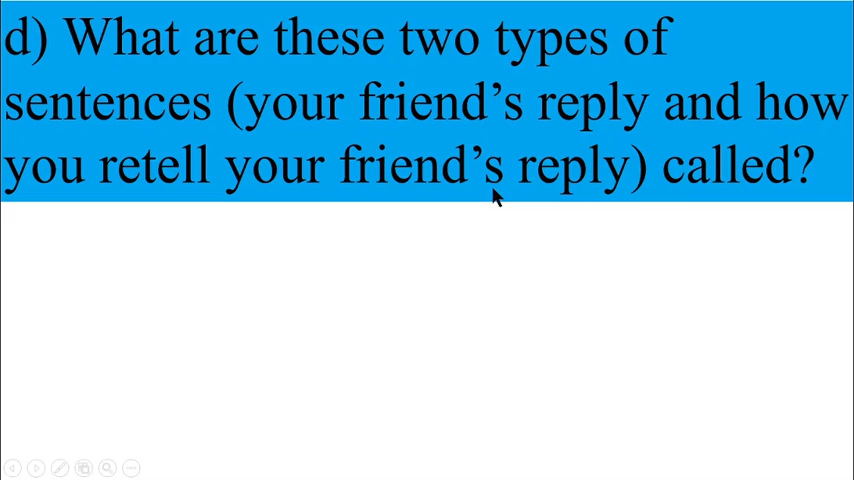 d) What are these two types of
sentences (your friend’s reply and how
you retell your friend’s reply) called?